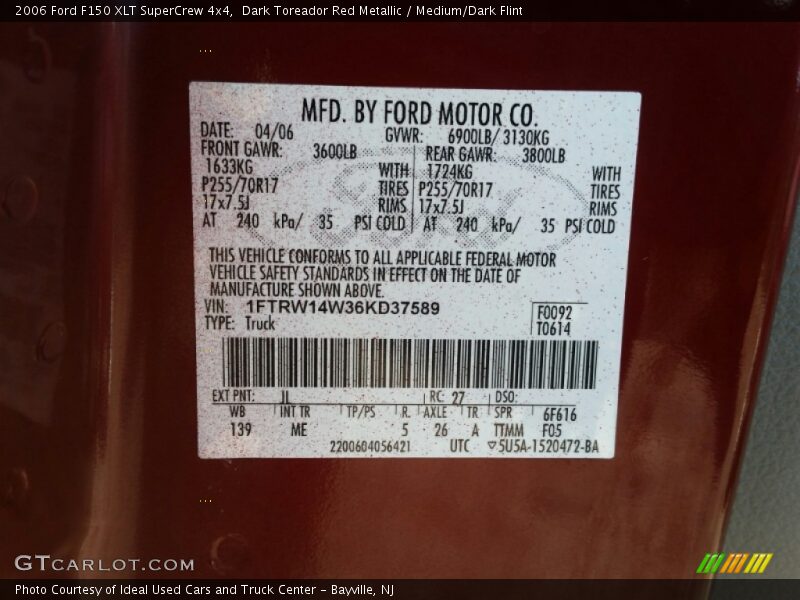 2006 Ford F150 XLT SuperCrew 4x4,  Dark Toreador Red Metallic / Medium/Dark Flint
MFD. BY FORD MOTOR CO.
DATE: 04/06 GVWR: 6900LB/ 3130KG
FRONT GAWR: 3600LB REAR GAWR: 3800LB
1633KG WITH 1724KG WITH
P255/70R17 TIRES P255/70R17 TIRES
17x7.5J RIMS 17x7.5J RIMS
AT 240 kPa/ 35 PSI COLD AT 240 kPa/ 35 PSI COLD
THIS VEHICLE CONFORMS TO ALL APPLICABLE FEDERAL MOTOR
VEHICLE SAFETY STANDARDS IN EFFECT ON THE DATE OF
MANUFACTURE SHOWN ABOVE.
VIN: 1FTRW14W36KD37589 F0092
TYPE: Truck T0614
EXT PNT: JL RC: 27 DSO:
WB INT TR TP/PS R. AXLE TR SPR 6F616
139 ME 5 26 A TTMM F05
2200604056421 UTC ▽5U5A-1520472-BA
GTCARLOT.COM
Photo Courtesy of Ideal Used Cars and Truck Center - Bayville, NJ